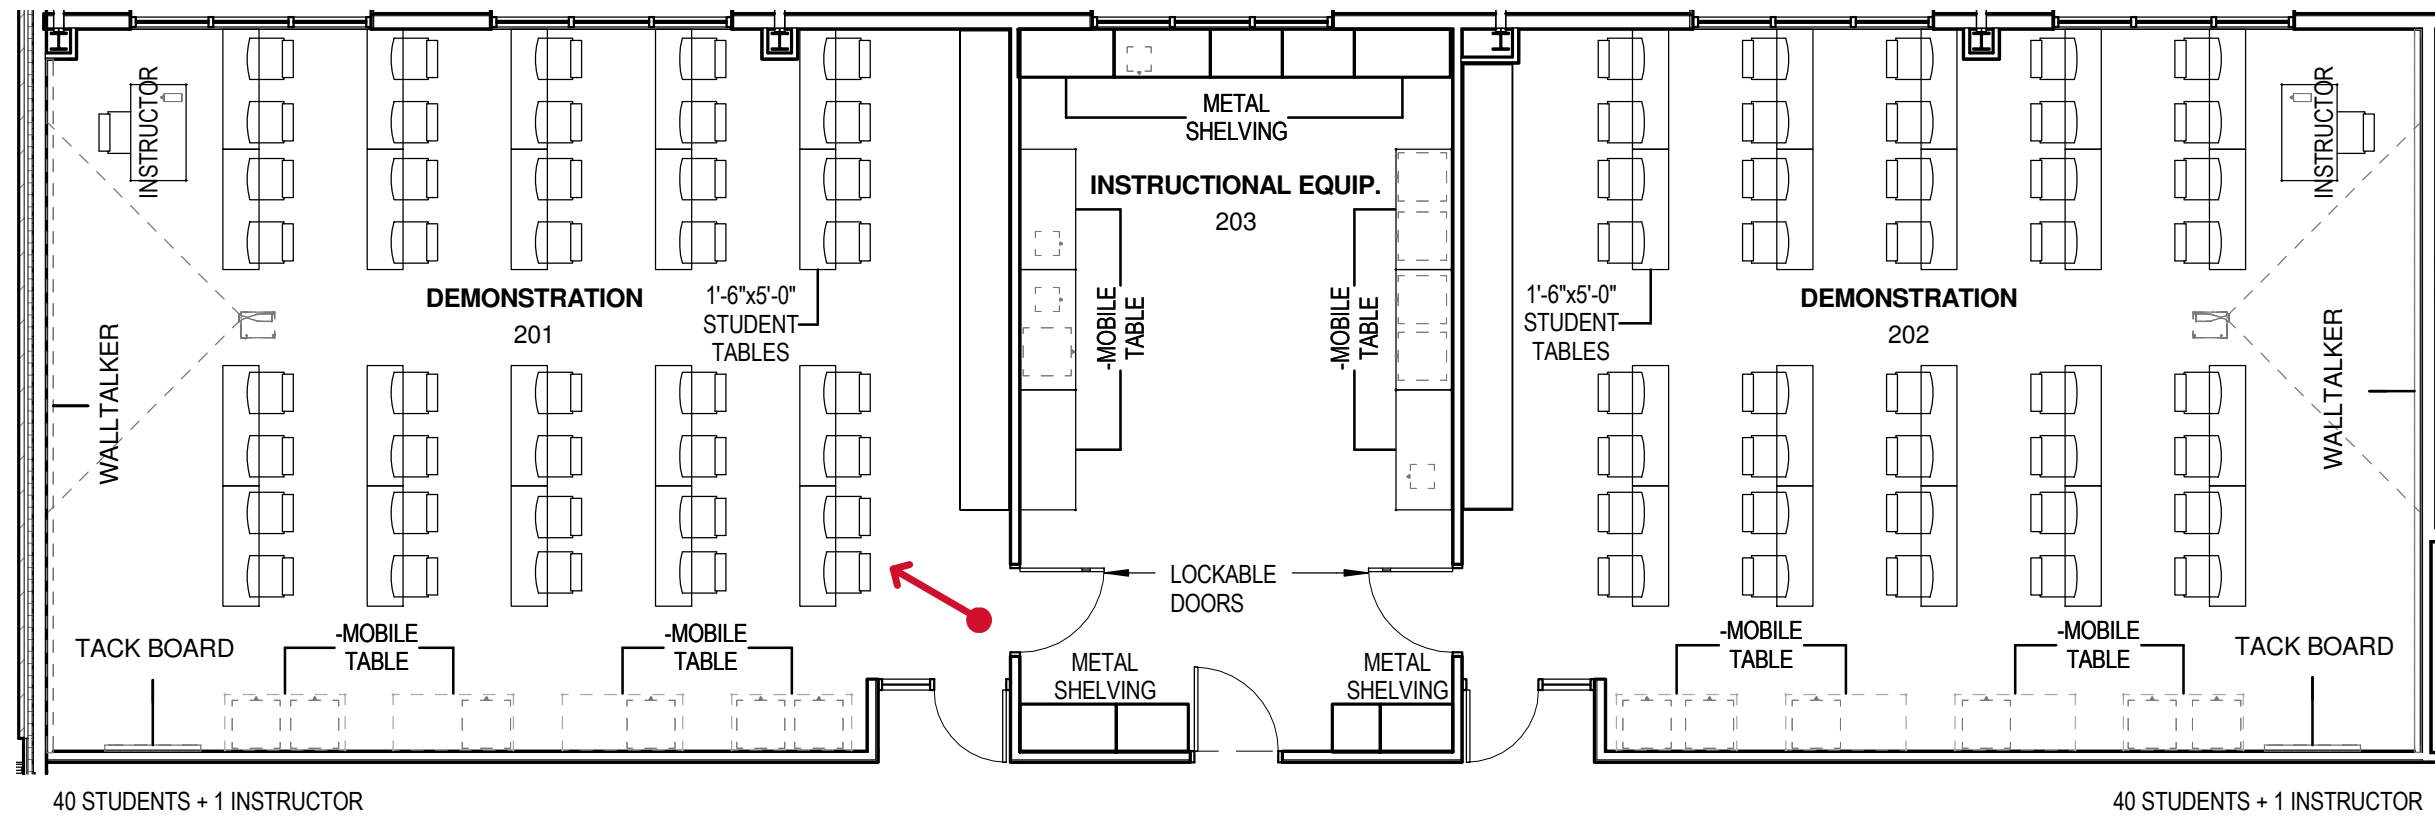 INSTRUCTOR
METAL
SHELVING
INSTRUCTOR
INSTRUCTIONAL EQUIP.
203
DEMONSTRATION
201
1'-6"x5'-0"
STUDENT
TABLES
-MOBILE
TABLE
-MOBILE
TABLE
1'-6"x5'-0"
STUDENT
TABLES
DEMONSTRATION
202
WALLTALKER
WALLTALKER
LOCKABLE
DOORS
TACK BOARD
-MOBILE
TABLE
-MOBILE
TABLE
METAL
SHELVING
METAL
SHELVING
-MOBILE
TABLE
-MOBILE
TABLE
TACK BOARD
40 STUDENTS + 1 INSTRUCTOR
40 STUDENTS + 1 INSTRUCTOR